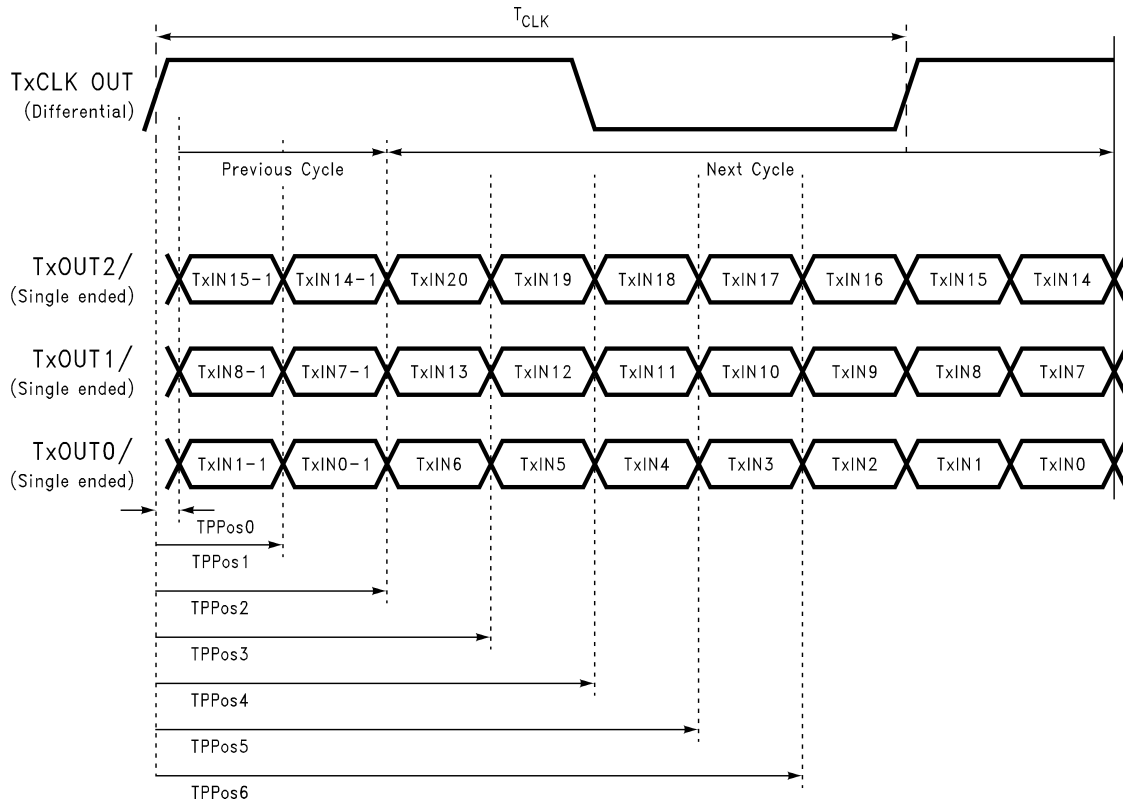 TCLK
TxCLK OUT
(Differential)
Previous Cycle
Next Cycle
TxOUT2/
(Single ended)
TxIN15-1 TxIN14-1 TxIN20 TxIN19 TxIN18 TxIN17 TxIN16 TxIN15 TxIN14
TxOUT1/
(Single ended)
TxIN8-1 TxIN7-1 TxIN13 TxIN12 TxIN11 TxIN10 TxIN9 TxIN8 TxIN7
TxOUT0/
(Single ended)
TxIN1-1 TxIN0-1 TxIN6 TxIN5 TxIN4 TxIN3 TxIN2 TxIN1 TxIN0
TPPos0
TPPos1
TPPos2
TPPos3
TPPos4
TPPos5
TPPos6